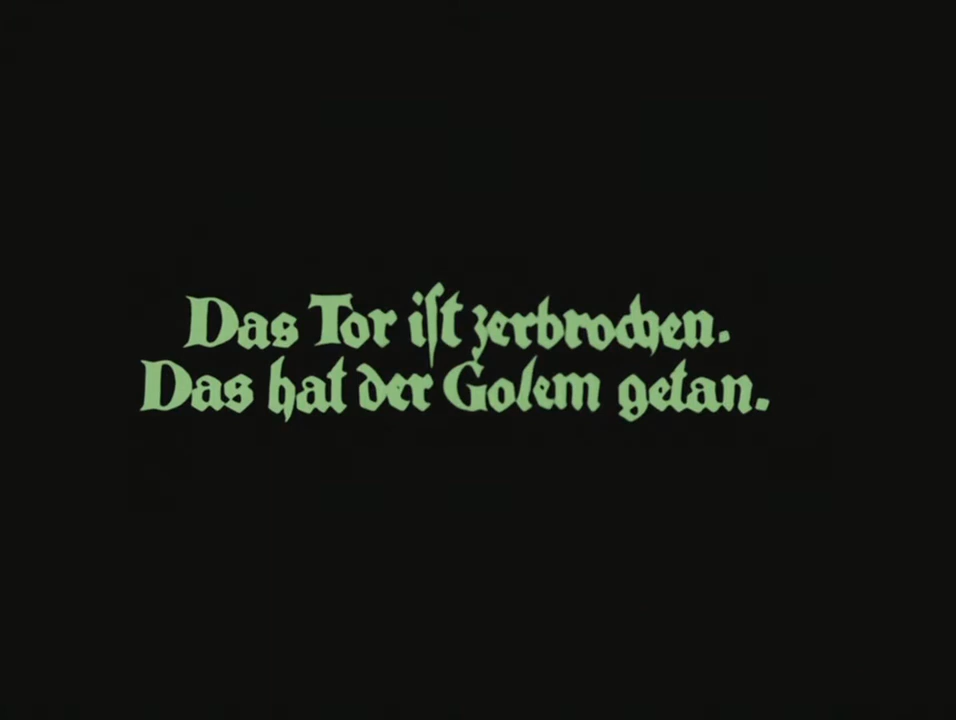 Das Tor iſt zerbrochen.
Das hat der Golem getan.